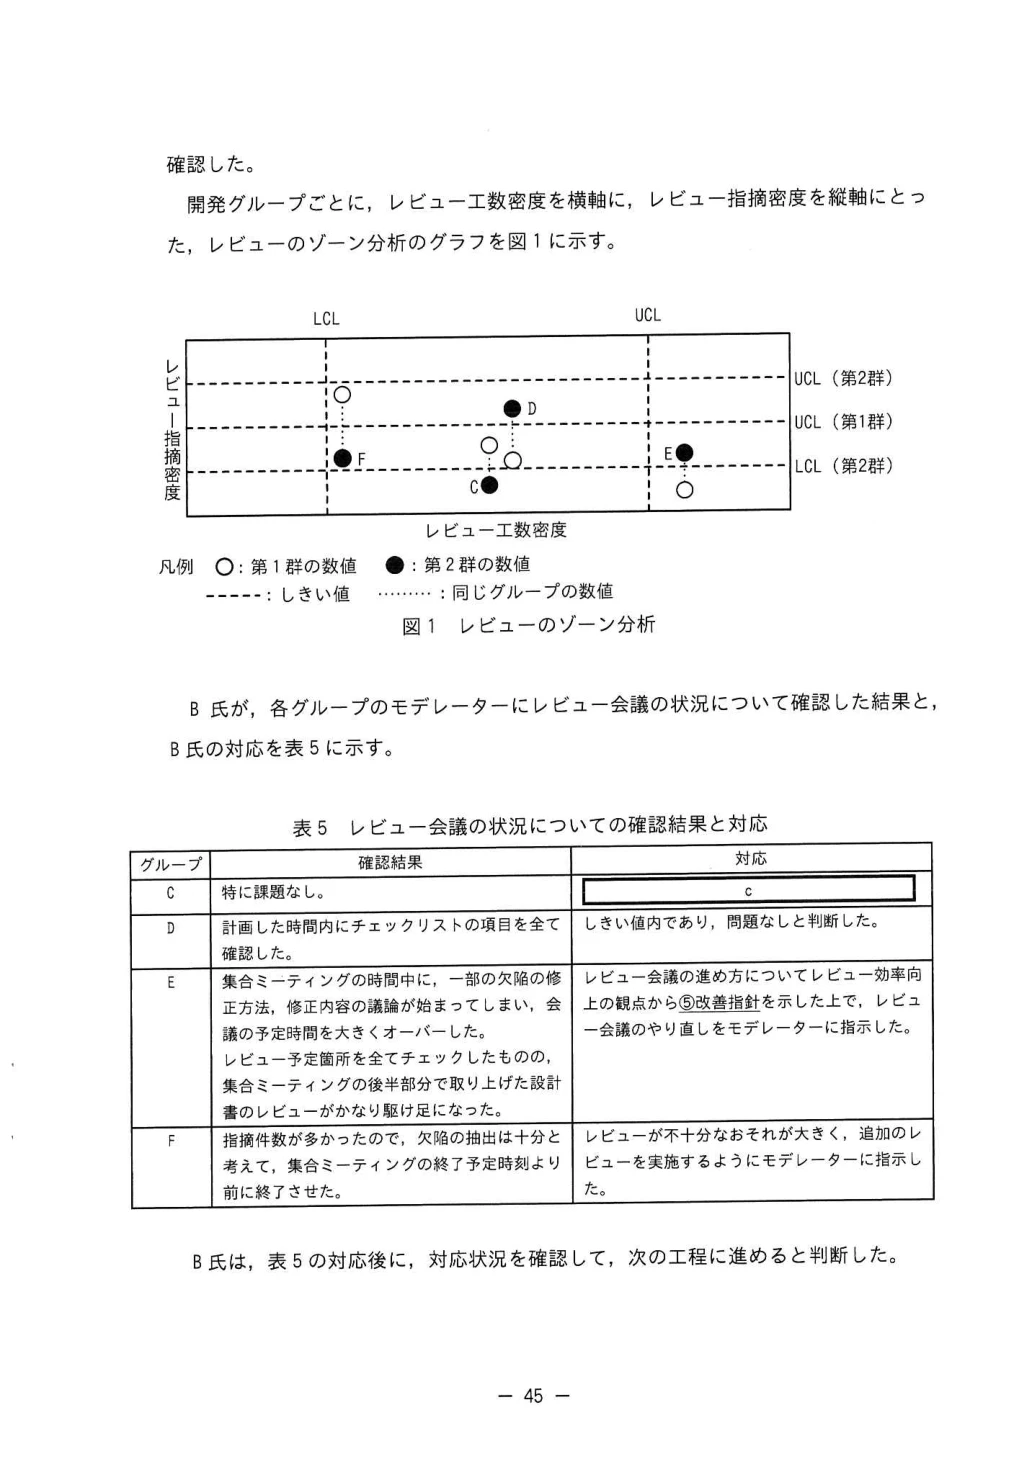 確認した。
開発グループごとに，レビュー工数密度を横軸に，レビュー指摘密度を縦軸にとっ
た，レビューのゾーン分析のグラフを図1に示す。
LCL
UCL
レビュー指摘密度
UCL（第2群）
UCL（第1群）
LCL（第2群）
D
F
E
C
レビュー工数密度
凡例 ○：第1群の数値 ●：第2群の数値
-----：しきい値 ………：同じグループの数値
図1 レビューのゾーン分析
B 氏が，各グループのモデレーターにレビュー会議の状況について確認した結果と，
B氏の対応を表5に示す。
表5 レビュー会議の状況についての確認結果と対応
グループ 確認結果 対応
C 特に課題なし。 c
D 計画した時間内にチェックリストの項目を全て
確認した。
しきい値内であり，問題なしと判断した。
E 集合ミーティングの時間中に，一部の欠陥の修
正方法，修正内容の議論が始まってしまい，会
議の予定時間を大きくオーバーした。
レビュー予定箇所を全てチェックしたものの，
集合ミーティングの後半部分で取り上げた設計
書のレビューがかなり駆け足になった。
レビュー会議の進め方についてレビュー効率向
上の観点から⑤改善指針を示した上で，レビュ
ー会議のやり直しをモデレーターに指示した。
F 指摘件数が多かったので，欠陥の抽出は十分と
考えて，集合ミーティングの終了予定時刻より
前に終了させた。
レビューが不十分なおそれが大きく，追加のレ
ビューを実施するようにモデレーターに指示し
た。
B氏は，表5の対応後に，対応状況を確認して，次の工程に進めると判断した。
－ 45 －